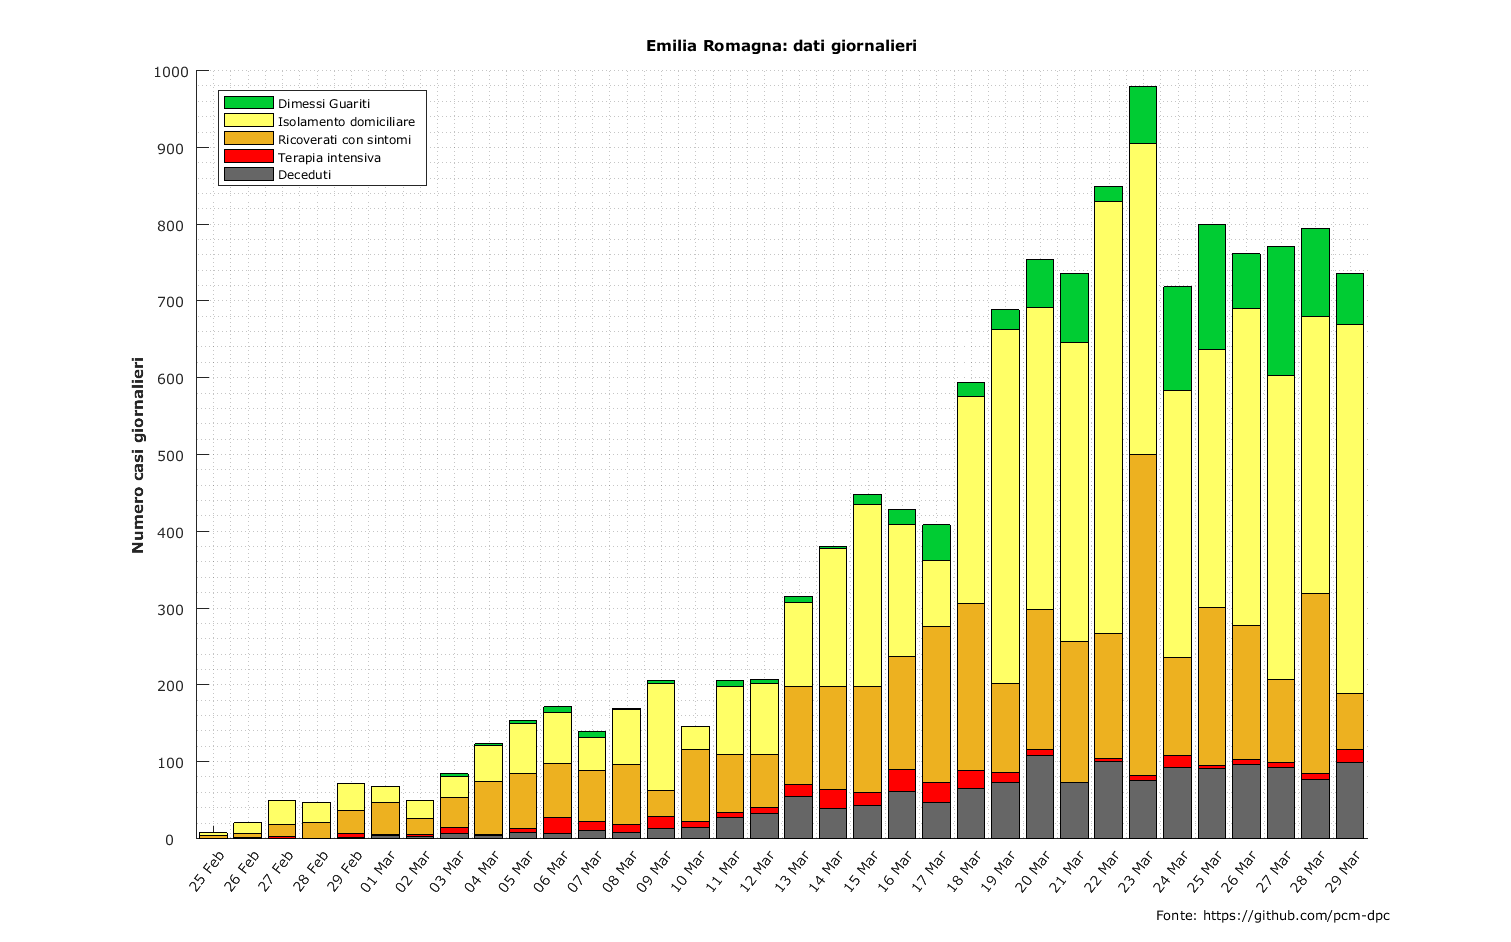 Emilia Romagna: dati giornalieri
1000
900
800
700
600
500
400
300
200
100
0
Numero casi giornalieri
Dimessi Guariti
Isolamento domiciliare
Ricoverati con sintomi
Terapia intensiva
Deceduti
25 Feb
26 Feb
27 Feb
28 Feb
29 Feb
01 Mar
02 Mar
03 Mar
04 Mar
05 Mar
06 Mar
07 Mar
08 Mar
09 Mar
10 Mar
11 Mar
12 Mar
13 Mar
14 Mar
15 Mar
16 Mar
17 Mar
18 Mar
19 Mar
20 Mar
21 Mar
22 Mar
23 Mar
24 Mar
25 Mar
26 Mar
27 Mar
28 Mar
29 Mar
Fonte: https://github.com/pcm-dpc